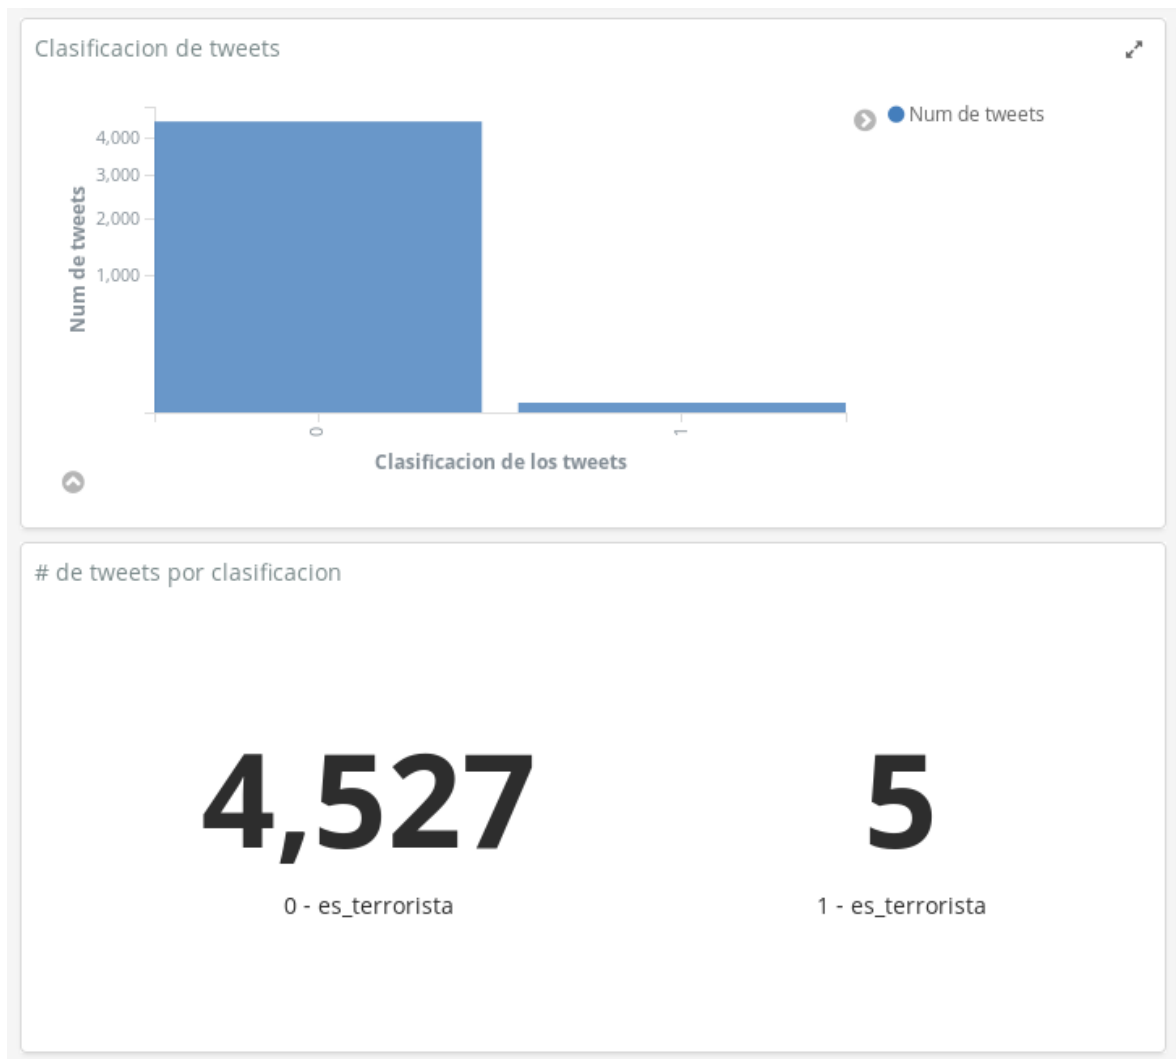 Clasificacion de tweets
Num de tweets
4,000
3,000
2,000
1,000
Num de tweets
0
1
Clasificacion de los tweets
# de tweets por clasificacion
4,527
5
0 - es_terrorista
1 - es_terrorista